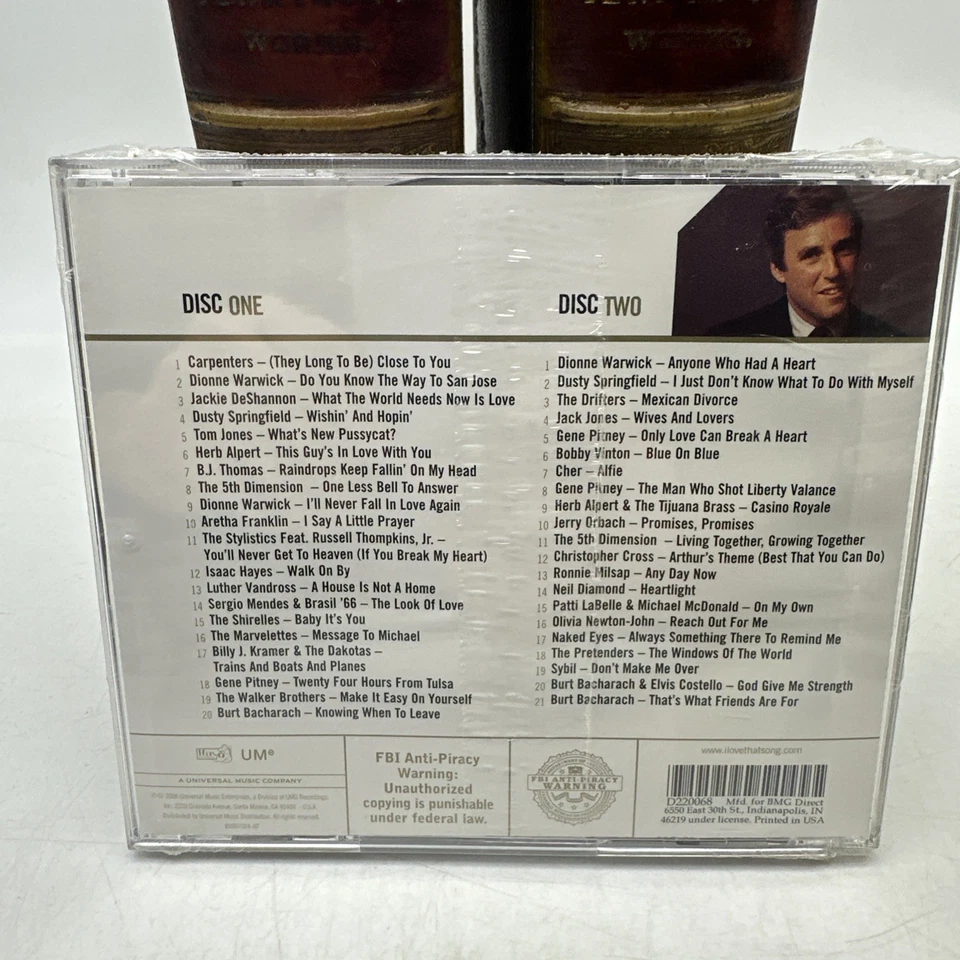 WORKS.
WORKS.
DISC ONE
1 Carpenters – (They Long To Be) Close To You
2 Dionne Warwick – Do You Know The Way To San Jose
3 Jackie DeShannon – What The World Needs Now Is Love
4 Dusty Springfield – Wishin' And Hopin'
5 Tom Jones – What's New Pussycat?
6 Herb Alpert – This Guy's In Love With You
7 B.J. Thomas – Raindrops Keep Fallin' On My Head
8 The 5th Dimension – One Less Bell To Answer
9 Dionne Warwick – I'll Never Fall In Love Again
10 Aretha Franklin – I Say A Little Prayer
11 The Stylistics Feat. Russell Thompkins, Jr. –
You'll Never Get To Heaven (If You Break My Heart)
12 Isaac Hayes – Walk On By
13 Luther Vandross – A House Is Not A Home
14 Sergio Mendes & Brasil '66 – The Look Of Love
15 The Shirelles – Baby It's You
16 The Marvelettes – Message To Michael
17 Billy J. Kramer & The Dakotas –
Trains And Boats And Planes
18 Gene Pitney – Twenty Four Hours From Tulsa
19 The Walker Brothers – Make It Easy On Yourself
20 Burt Bacharach – Knowing When To Leave
DISC TWO
1 Dionne Warwick – Anyone Who Had A Heart
2 Dusty Springfield – I Just Don't Know What To Do With Myself
3 The Drifters – Mexican Divorce
4 Jack Jones – Wives And Lovers
5 Gene Pitney – Only Love Can Break A Heart
6 Bobby Vinton – Blue On Blue
7 Cher – Alfie
8 Gene Pitney – The Man Who Shot Liberty Valance
9 Herb Alpert & The Tijuana Brass – Casino Royale
10 Jerry Orbach – Promises, Promises
11 The 5th Dimension – Living Together, Growing Together
12 Christopher Cross – Arthur's Theme (Best That You Can Do)
13 Ronnie Milsap – Any Day Now
14 Neil Diamond – Heartlight
15 Patti LaBelle & Michael McDonald – On My Own
16 Olivia Newton-John – Reach Out For Me
17 Naked Eyes – Always Something There To Remind Me
18 The Pretenders – The Windows Of The World
19 Sybil – Don't Make Me Over
20 Burt Bacharach & Elvis Costello – God Give Me Strength
21 Burt Bacharach – That's What Friends Are For
UMe
A UNIVERSAL MUSIC COMPANY
FBI Anti-Piracy
Warning:
Unauthorized
copying is punishable
under federal law.
FBI ANTI-PIRACY
WARNING
www.ilovethatsong.com
D220068 Mfd. for BMG Direct
6550 East 30th St., Indianapolis, IN
46219 under license. Printed in USA